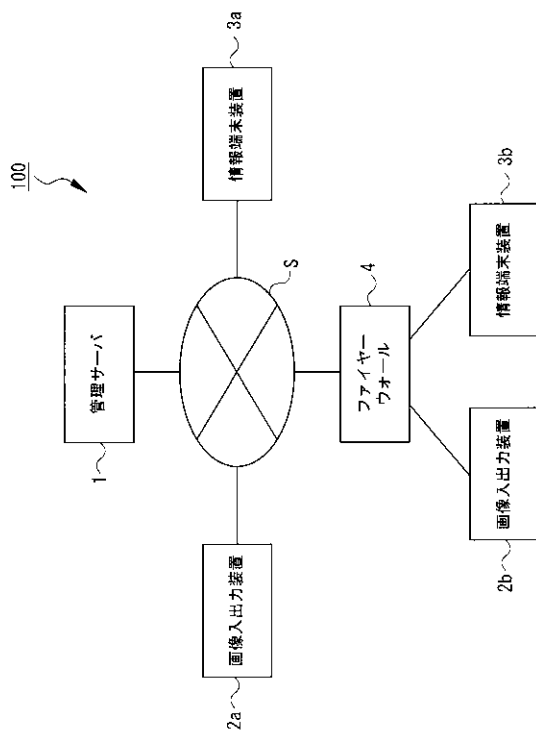 100
管理サーバ
1
情報端末装置
3a
S
画像入出力装置
2a
ファイヤー
ウォール
4
情報端末装置
3b
画像入出力装置
2b